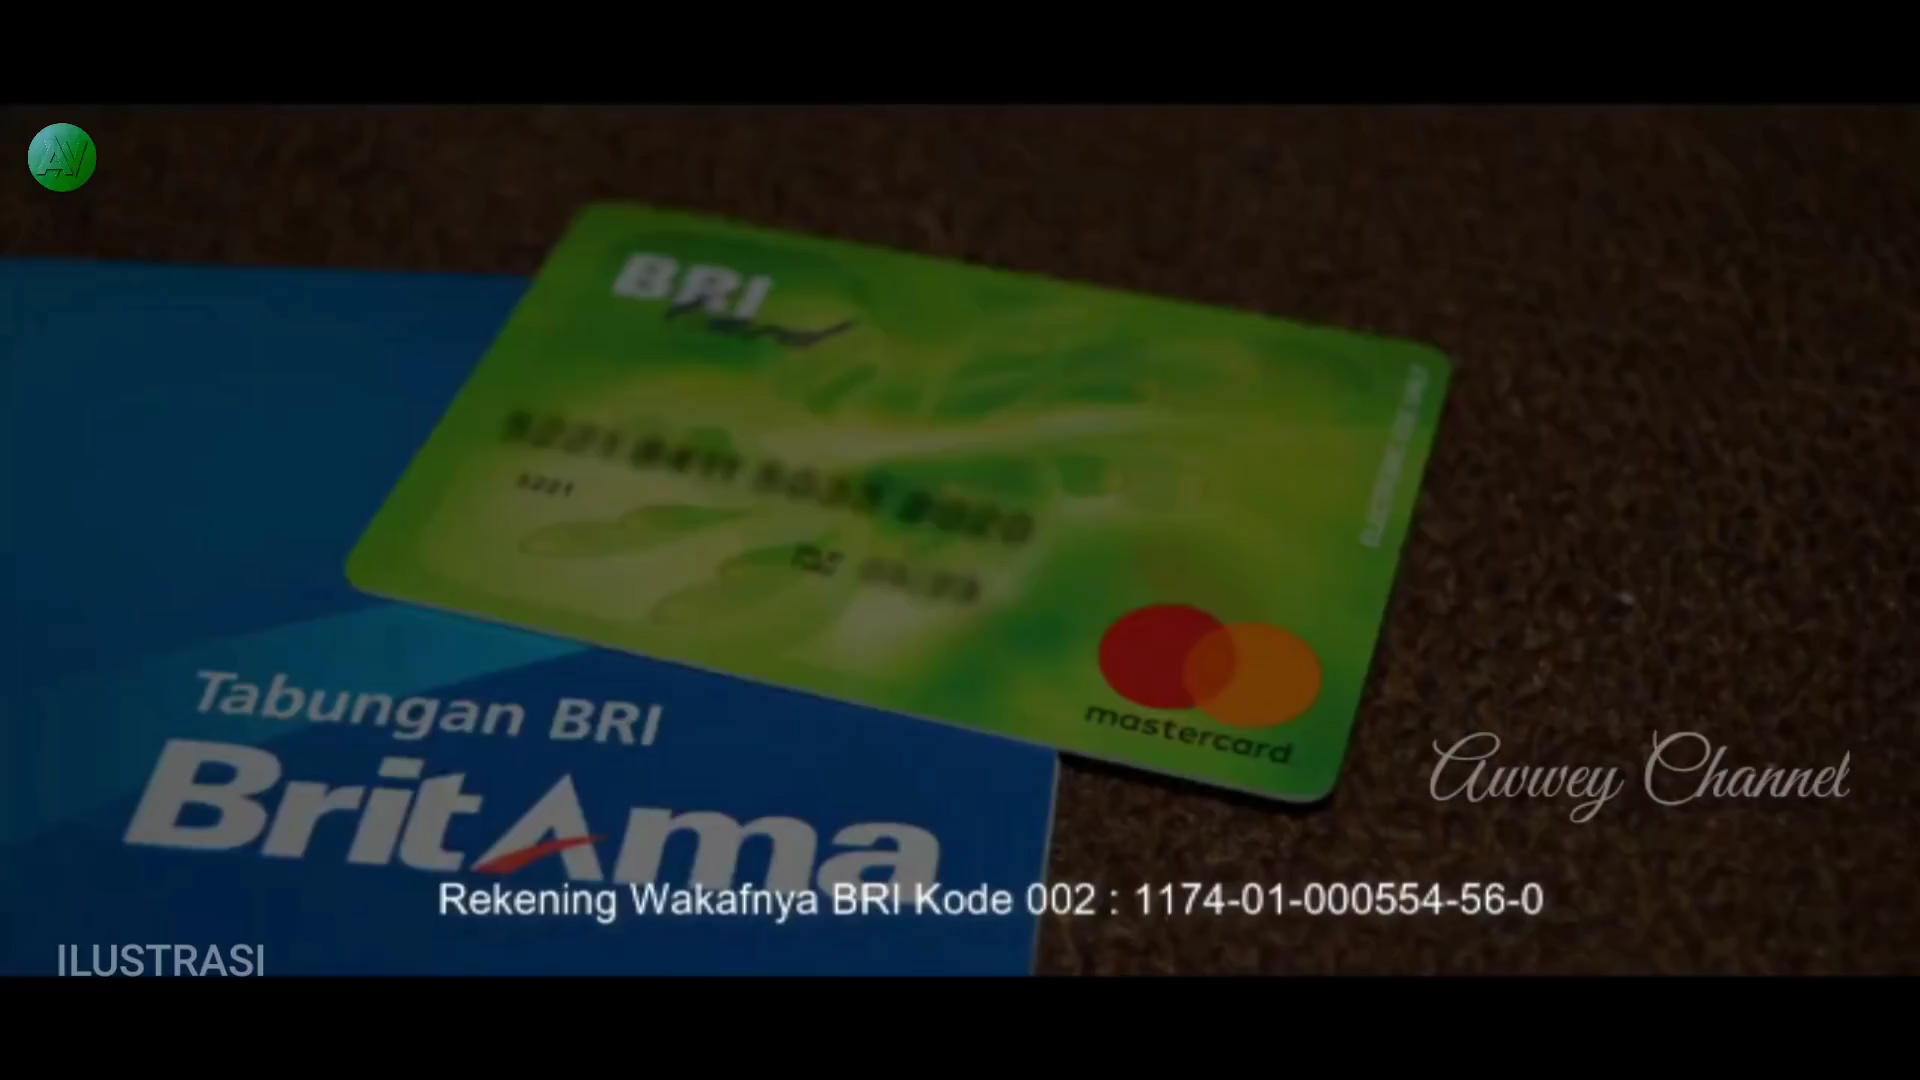 BRI
Tabungan BRI
BritAma
mastercard
Awwey Channel
Rekening Wakafnya BRI Kode 002 : 1174-01-000554-56-0
ILUSTRASI